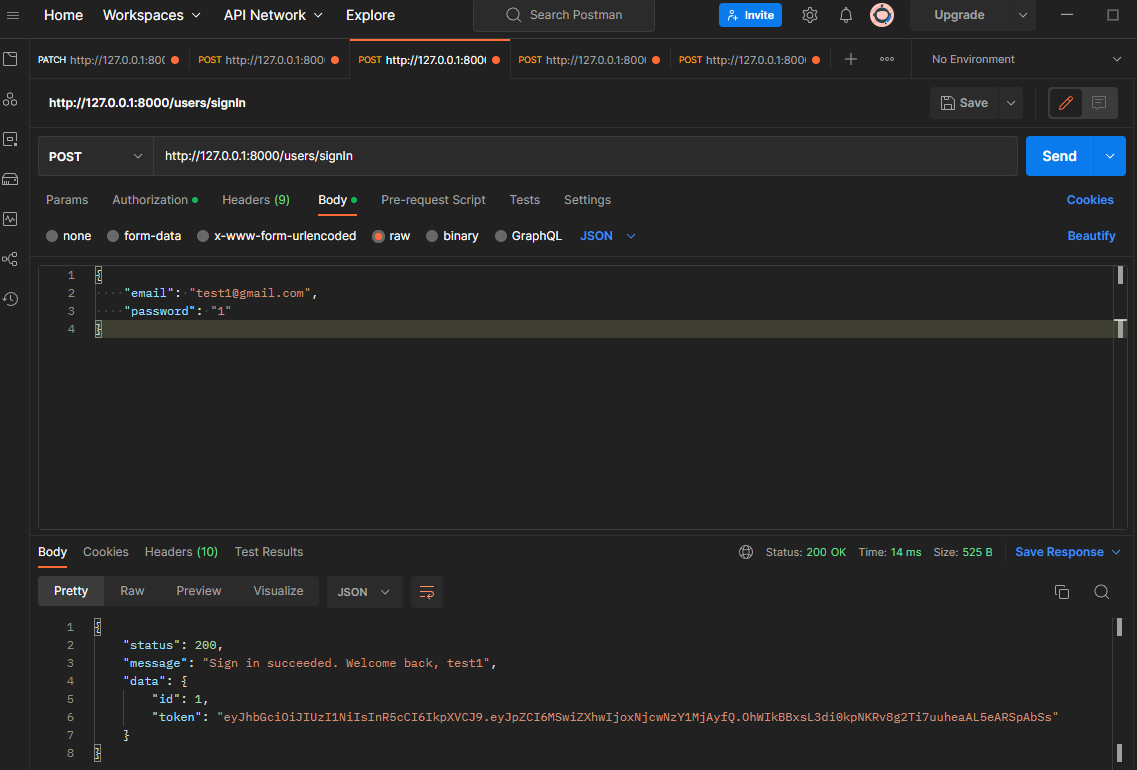 Home Workspaces API Network Explore Search Postman Invite Upgrade
PATCH http://127.0.0.1:800 POST http://127.0.0.1:800 POST http://127.0.0.1:800 POST http://127.0.0.1:800 POST http://127.0.0.1:800 No Environment
http://127.0.0.1:8000/users/signIn Save
POST http://127.0.0.1:8000/users/signIn Send
Params Authorization Headers (9) Body Pre-request Script Tests Settings Cookies
none form-data x-www-form-urlencoded raw binary GraphQL JSON Beautify
1 {
2 "email": "test1@gmail.com",
3 "password": "1"
4 }
Body Cookies Headers (10) Test Results Status: 200 OK Time: 14 ms Size: 525 B Save Response
Pretty Raw Preview Visualize JSON
1 {
2 "status": 200,
3 "message": "Sign in succeeded. Welcome back, test1",
4 "data": {
5 "id": 1,
6 "token": "eyJhbGciOiJIUzI1NiIsInR5cCI6IkpXVCJ9.eyJpZCI6MSwiZXhwIjoxNjcwNzY1MjAyfQ.OhWIkBBxsL3di0kpNKRv8g2Ti7uuheaAL5eARSpAbSs"
7 }
8 }